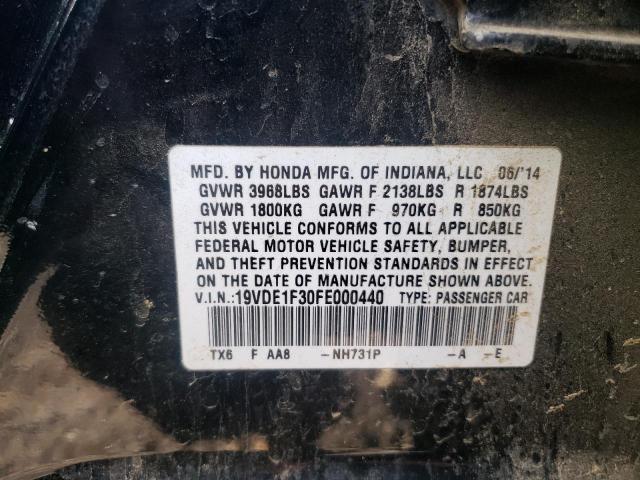 MFD. BY HONDA MFG. OF INDIANA, LLC 06/'14
GVWR 3968LBS GAWR F 2138LBS R 1874LBS
GVWR 1800KG GAWR F 970KG R 850KG
THIS VEHICLE CONFORMS TO ALL APPLICABLE
FEDERAL MOTOR VEHICLE SAFETY, BUMPER,
AND THEFT PREVENTION STANDARDS IN EFFECT
ON THE DATE OF MANUFACTURE SHOWN ABOVE.
V.I.N.:19VDE1F30FE000440 TYPE: PASSENGER CAR
TX6 F AA8 -NH731P -A -E